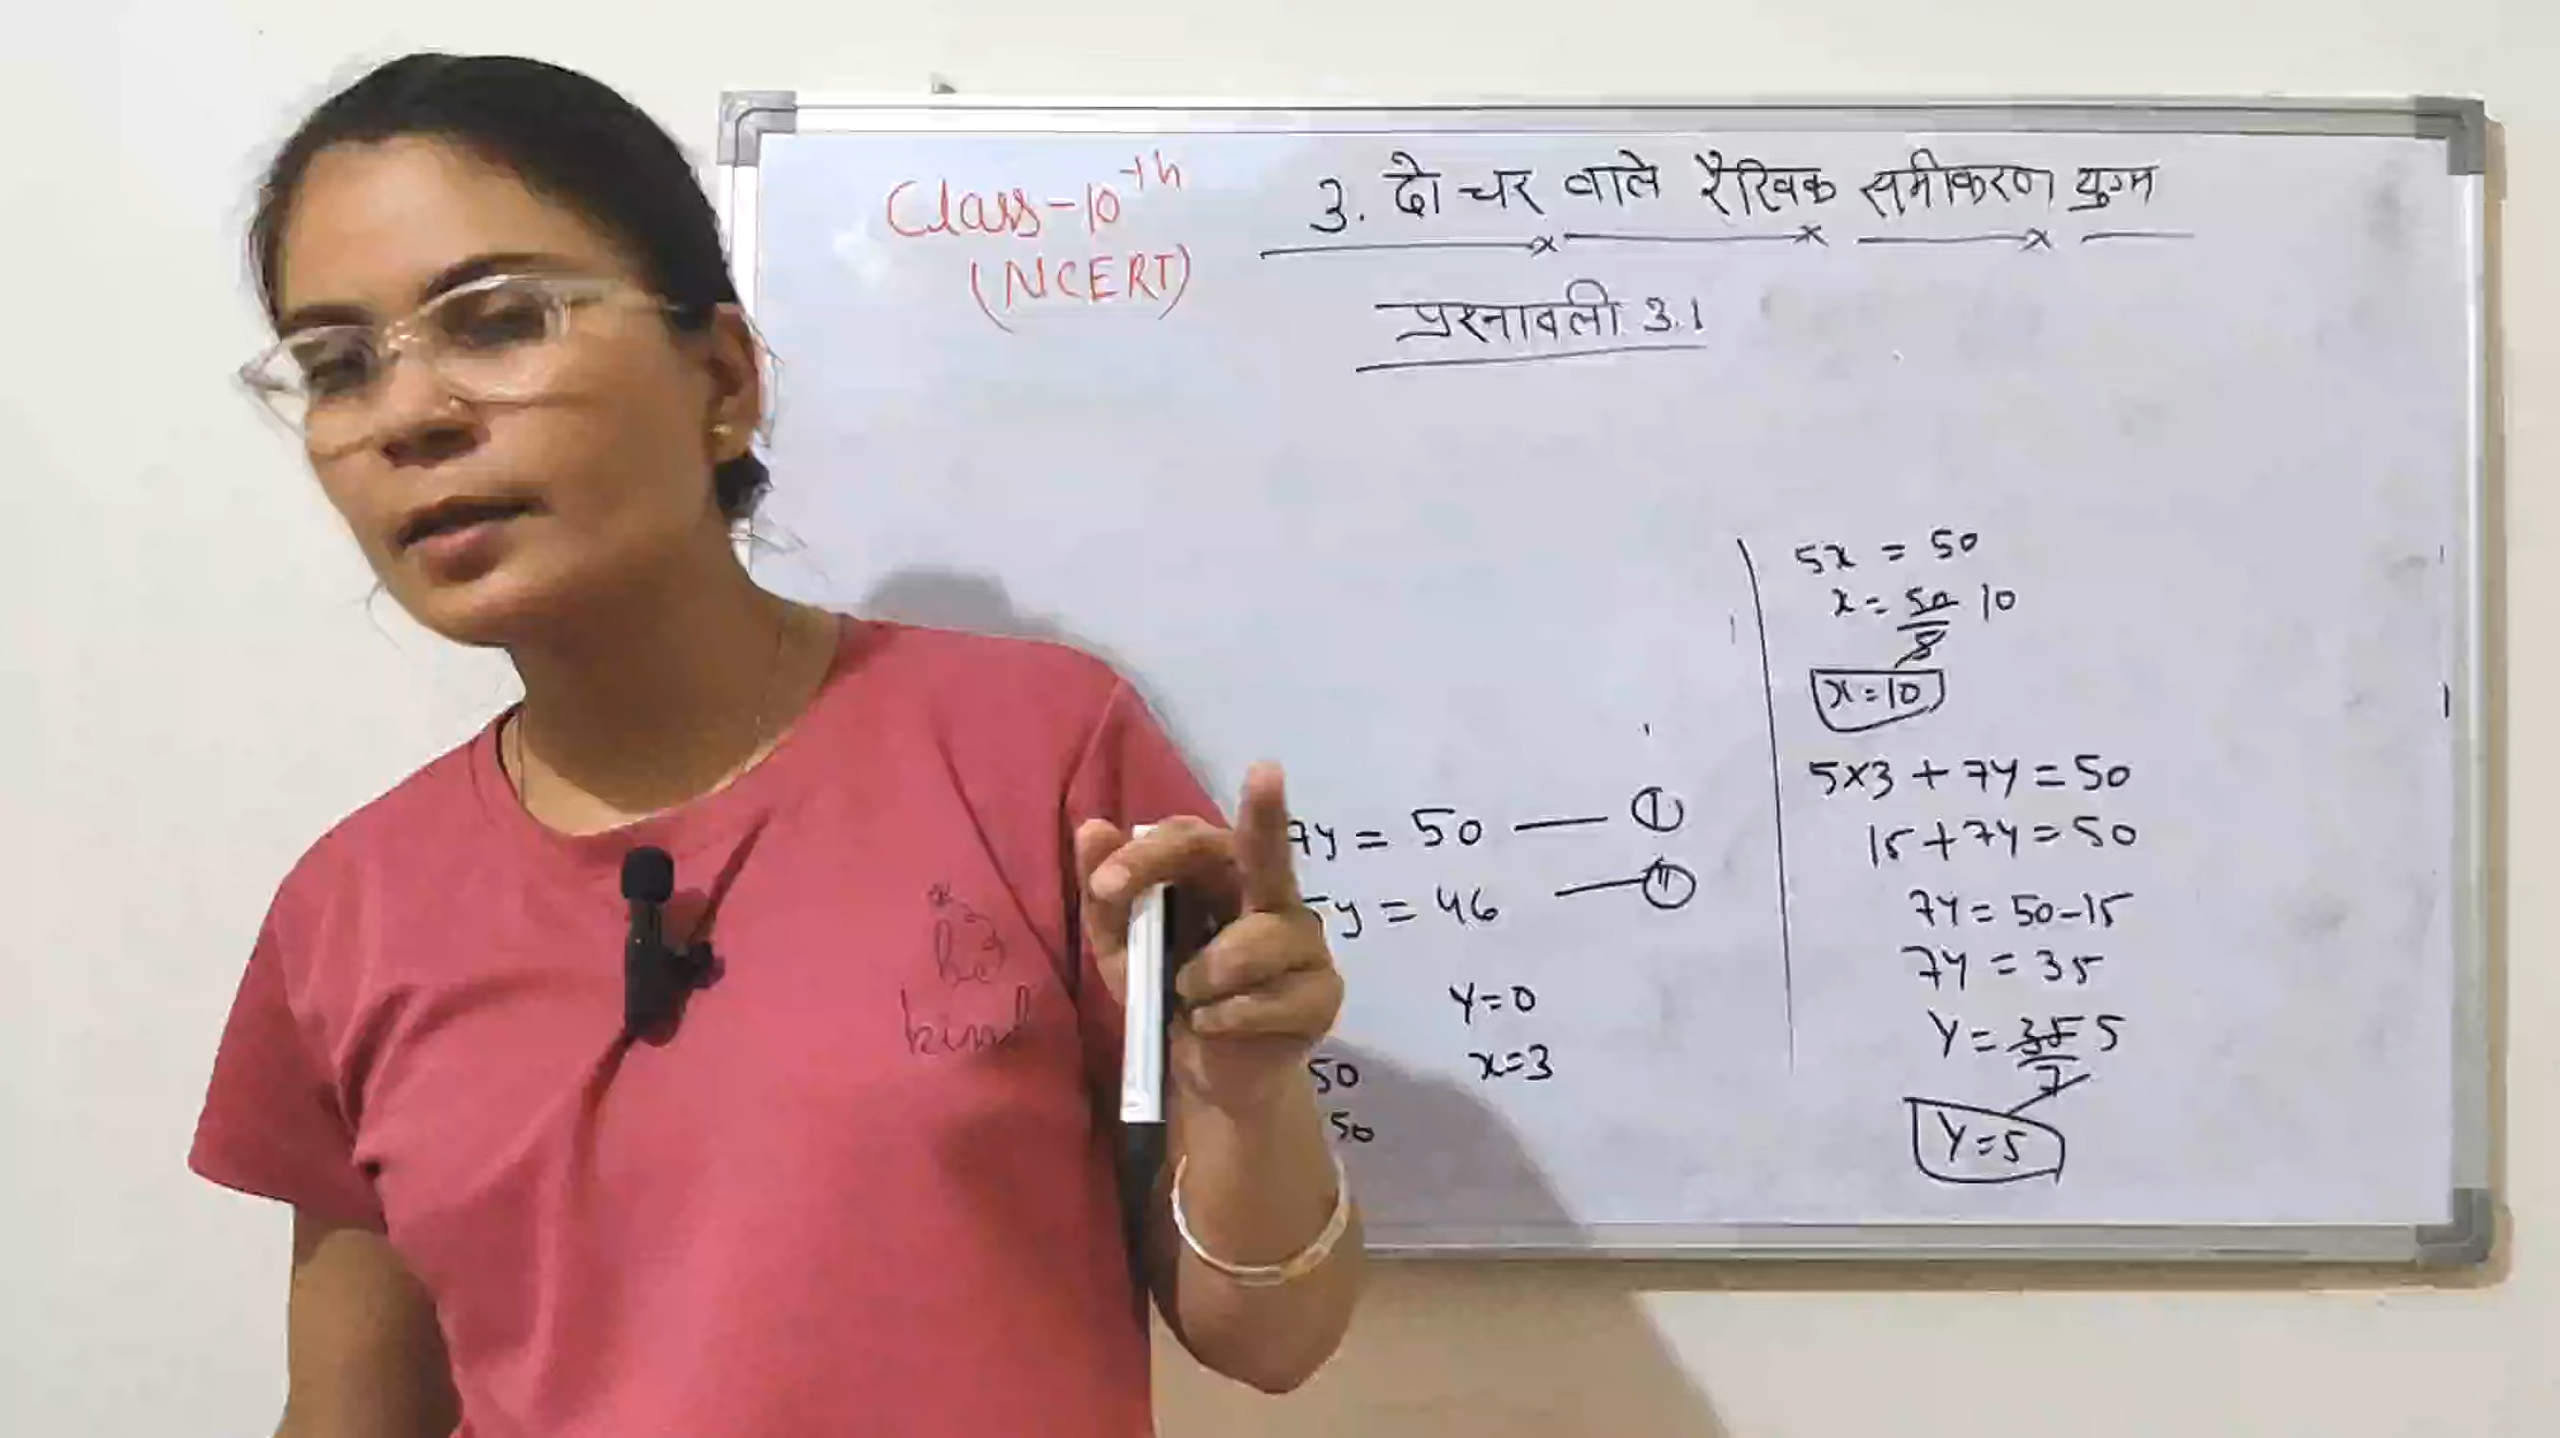 Class-10th
(NCERT)
3. दो चर वाले रैखिक समीकरण युग्म
प्रश्नावली 3.1
7y = 50 — I
5y = 46 — II
y=0
x=3
50
50
5x = 50
x = 50/5 10
x=10
5x3 + 7y = 50
15+7y=50
7y = 50-15
7y = 35
y = 35/7 5
y=5
be
kind